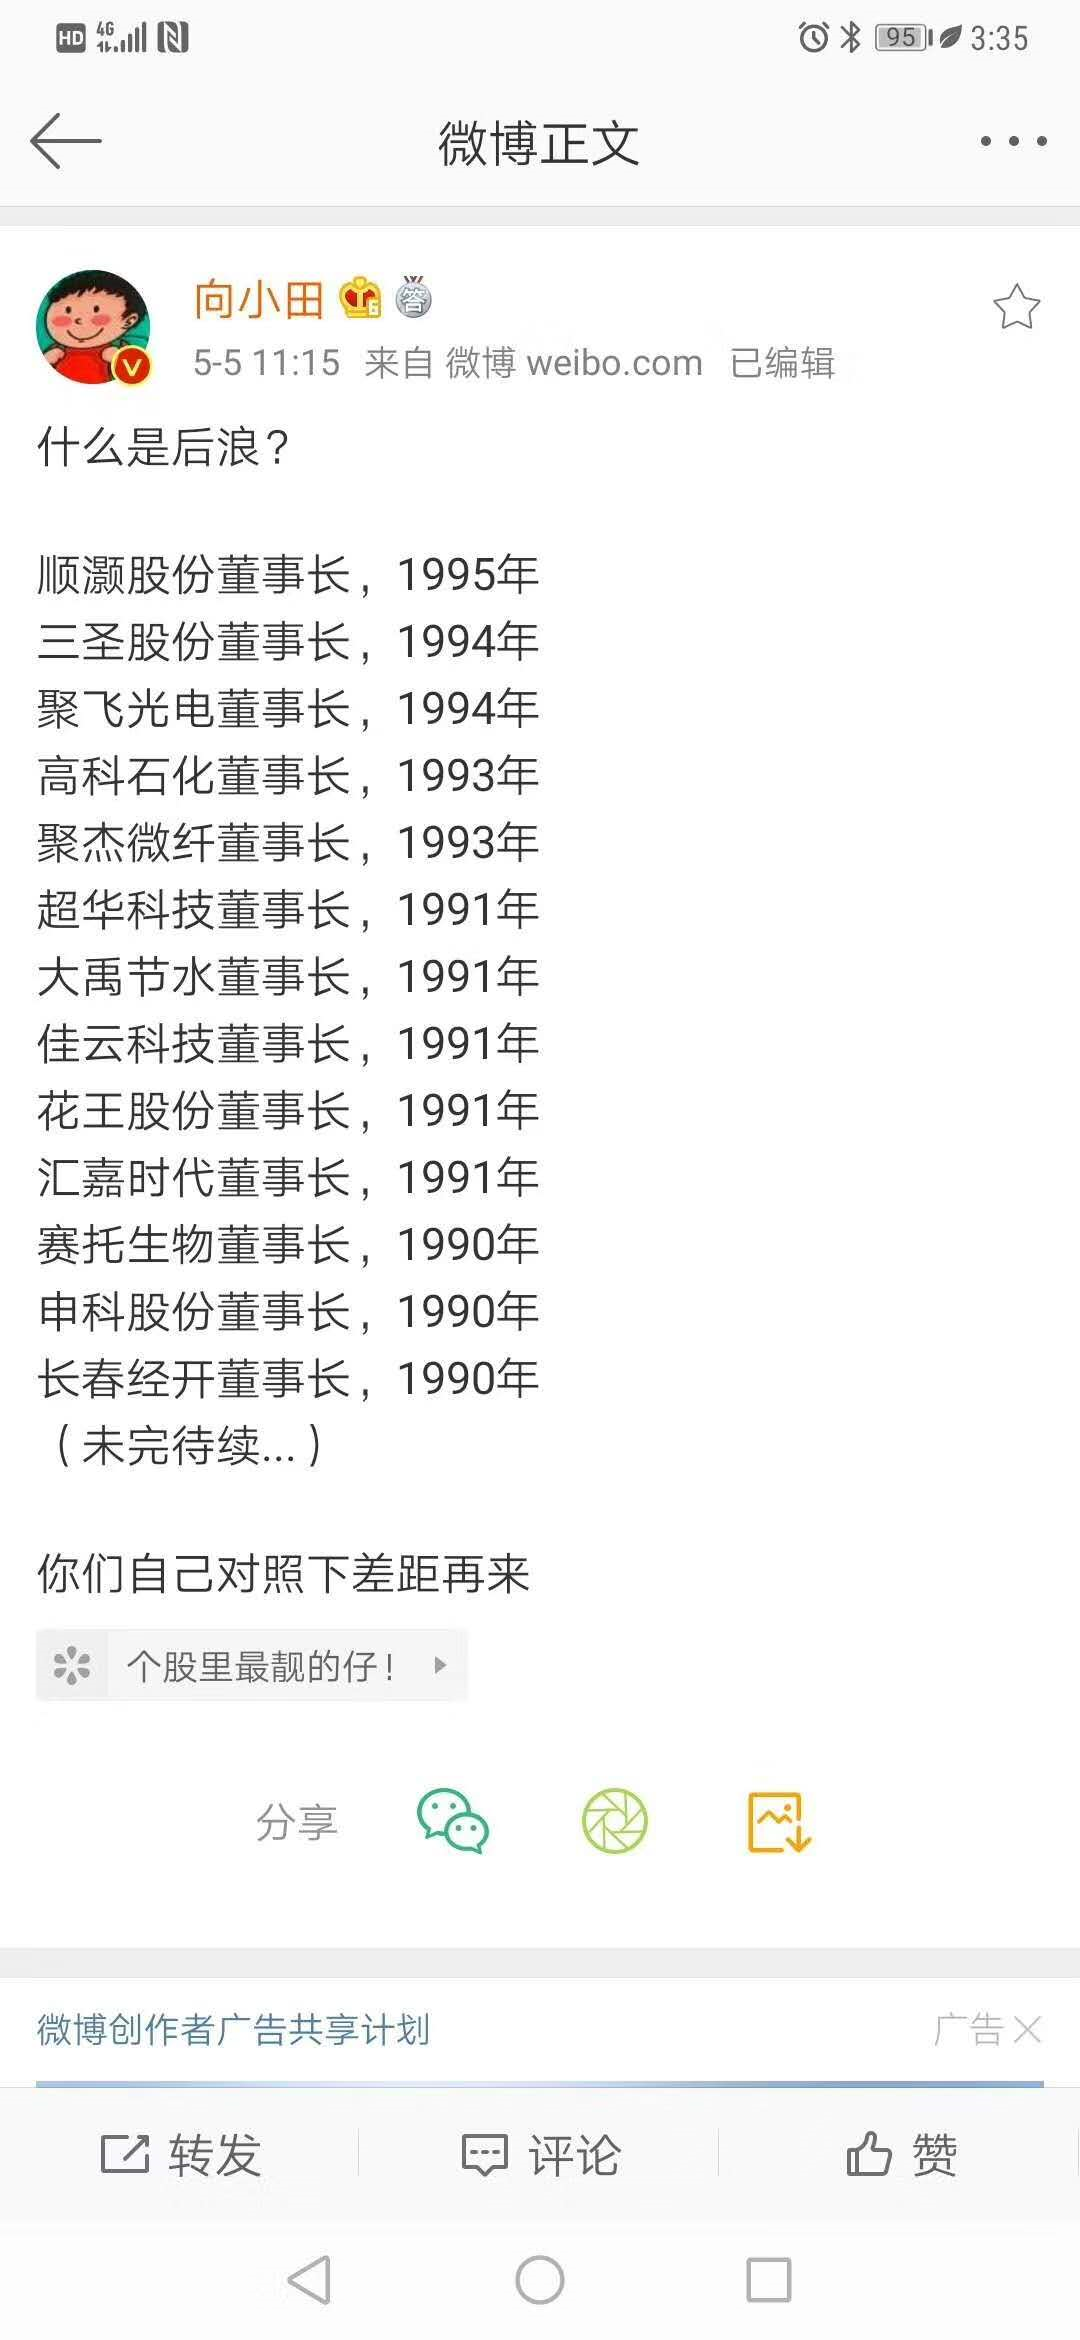 HD 4G 95 3:35
微博正文
向小田 6 答
V
5-5 11:15 来自 微博 weibo.com 已编辑
什么是后浪？
顺灏股份董事长，1995年
三圣股份董事长，1994年
聚飞光电董事长，1994年
高科石化董事长，1993年
聚杰微纤董事长，1993年
超华科技董事长，1991年
大禹节水董事长，1991年
佳云科技董事长，1991年
花王股份董事长，1991年
汇嘉时代董事长，1991年
赛托生物董事长，1990年
申科股份董事长，1990年
长春经开董事长，1990年
（未完待续...）
你们自己对照下差距再来
个股里最靓的仔！
分享
微博创作者广告共享计划 广告
转发 评论 赞